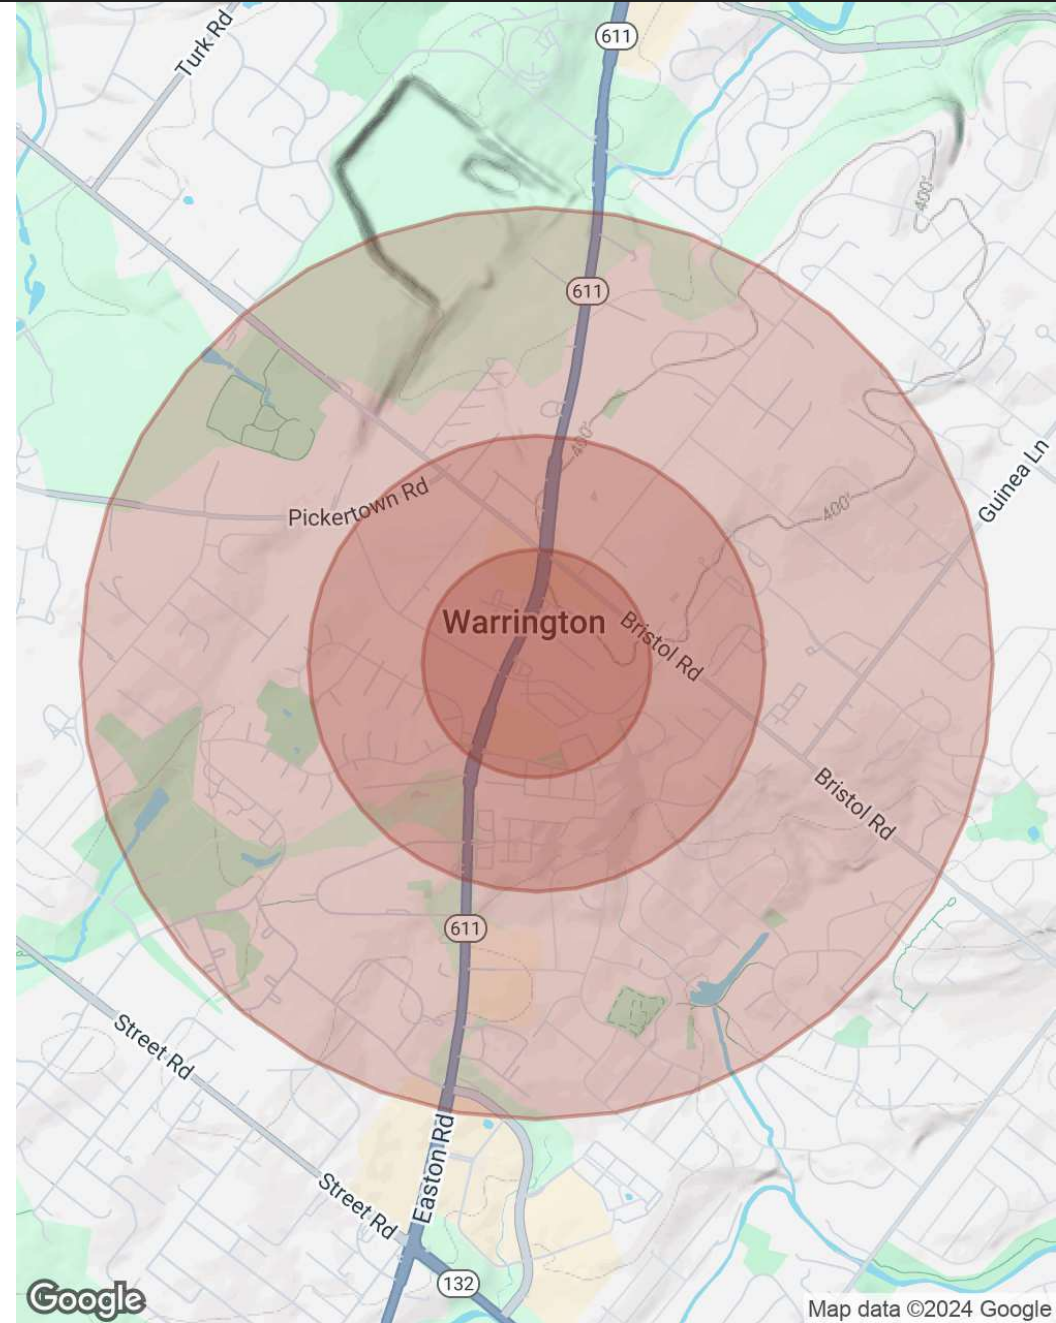 611
Turk Rd
400'
611
400'
Guinea Ln
Pickertown Rd
400'
Warrington
Bristol Rd
Bristol Rd
611
Street Rd
Easton Rd
Street Rd
132
Google
Map data ©2024 Google